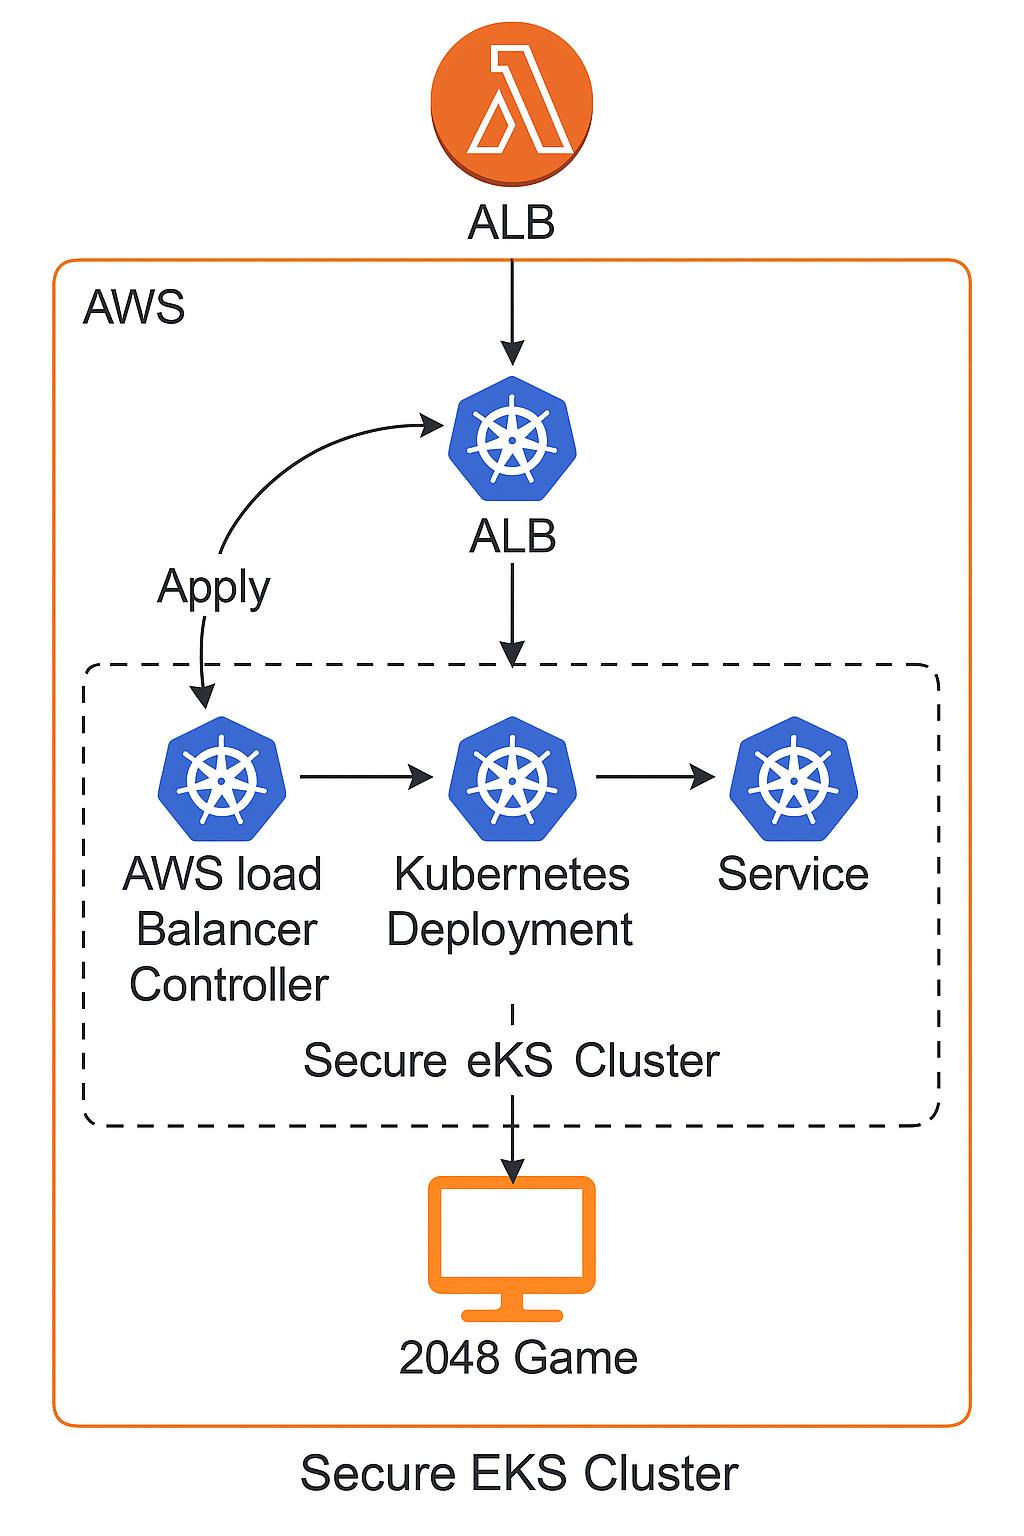 ALB
AWS
ALB
Apply
AWS load
Balancer
Controller
Kubernetes
Deployment
Service
Secure eKS Cluster
2048 Game
Secure EKS Cluster